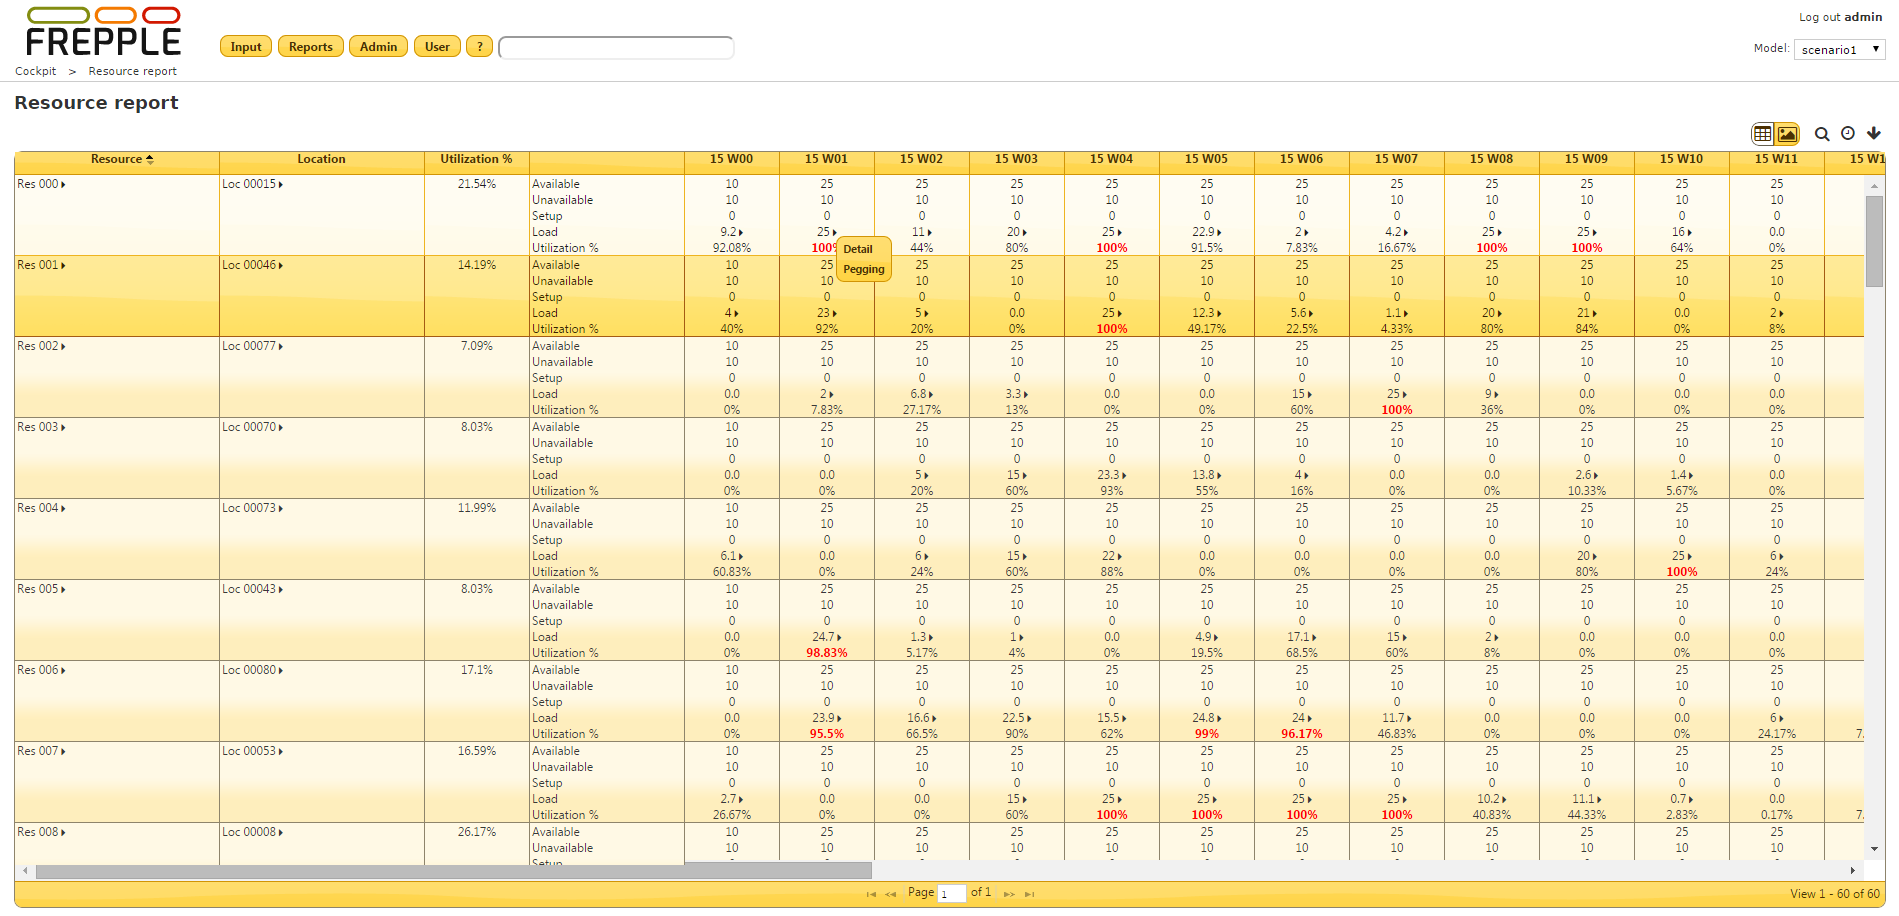 FREPPLE
Input Reports Admin User ?
Log out admin
Model: scenario1
Cockpit > Resource report
Resource report
Resource Location Utilization % 15 W00 15 W01 15 W02 15 W03 15 W04 15 W05 15 W06 15 W07 15 W08 15 W09 15 W10 15 W11 15 W1
Res 000 Loc 00015 21.54% Available 10 25 25 25 25 25 25 25 25 25 25 25
Unavailable 10 10 10 10 10 10 10 10 10 10 10 10
Setup 0 0 0 0 0 0 0 0 0 0 0 0
Load 9.2 25 11 20 25 22.9 2 4.2 25 25 16 0.0
Utilization % 92.08% 100% 44% 80% 100% 91.5% 7.83% 16.67% 100% 100% 64% 0%
Detail
Pegging
Res 001 Loc 00046 14.19% Available 10 25 25 25 25 25 25 25 25 25 25 25
Unavailable 10 10 10 10 10 10 10 10 10 10 10 10
Setup 0 0 0 0 0 0 0 0 0 0 0 0
Load 4 23 5 0.0 25 12.3 5.6 1.1 20 21 0.0 2
Utilization % 40% 92% 20% 0% 100% 49.17% 22.5% 4.33% 80% 84% 0% 8%
Res 002 Loc 00077 7.09% Available 10 25 25 25 25 25 25 25 25 25 25 25
Unavailable 10 10 10 10 10 10 10 10 10 10 10 10
Setup 0 0 0 0 0 0 0 0 0 0 0 0
Load 0.0 2 6.8 3.3 0.0 0.0 15 25 9 0.0 0.0 0.0
Utilization % 0% 7.83% 27.17% 13% 0% 0% 60% 100% 36% 0% 0% 0%
Res 003 Loc 00070 8.03% Available 10 25 25 25 25 25 25 25 25 25 25 25
Unavailable 10 10 10 10 10 10 10 10 10 10 10 10
Setup 0 0 0 0 0 0 0 0 0 0 0 0
Load 0.0 0.0 5 15 23.3 13.8 4 0.0 0.0 2.6 1.4 0.0
Utilization % 0% 0% 20% 60% 93% 55% 16% 0% 0% 10.33% 5.67% 0%
Res 004 Loc 00073 11.99% Available 10 25 25 25 25 25 25 25 25 25 25 25
Unavailable 10 10 10 10 10 10 10 10 10 10 10 10
Setup 0 0 0 0 0 0 0 0 0 0 0 0
Load 6.1 0.0 6 15 22 0.0 0.0 0.0 0.0 20 25 6
Utilization % 60.83% 0% 24% 60% 88% 0% 0% 0% 0% 80% 100% 24%
Res 005 Loc 00043 8.03% Available 10 25 25 25 25 25 25 25 25 25 25 25
Unavailable 10 10 10 10 10 10 10 10 10 10 10 10
Setup 0 0 0 0 0 0 0 0 0 0 0 0
Load 0.0 24.7 1.3 1 0.0 4.9 17.1 15 2 0.0 0.0 0.0
Utilization % 0% 98.83% 5.17% 4% 0% 19.5% 68.5% 60% 8% 0% 0% 0%
Res 006 Loc 00080 17.1% Available 10 25 25 25 25 25 25 25 25 25 25 25
Unavailable 10 10 10 10 10 10 10 10 10 10 10 10
Setup 0 0 0 0 0 0 0 0 0 0 0 0
Load 0.0 23.9 16.6 22.5 15.5 24.8 24 11.7 0.0 0.0 0.0 6
Utilization % 0% 95.5% 66.5% 90% 62% 99% 96.17% 46.83% 0% 0% 0% 24.17% 7.
Res 007 Loc 00053 16.59% Available 10 25 25 25 25 25 25 25 25 25 25 25
Unavailable 10 10 10 10 10 10 10 10 10 10 10 10
Setup 0 0 0 0 0 0 0 0 0 0 0 0
Load 2.7 0.0 0.0 15 25 25 25 25 10.2 11.1 0.7 0.0
Utilization % 26.67% 0% 0% 60% 100% 100% 100% 100% 40.83% 44.33% 2.83% 0.17% 7.
Res 008 Loc 00008 26.17% Available 10 25 25 25 25 25 25 25 25 25 25 25
Unavailable 10 10 10 10 10 10 10 10 10 10 10 10
Setup
Page 1 of 1
View 1 - 60 of 60